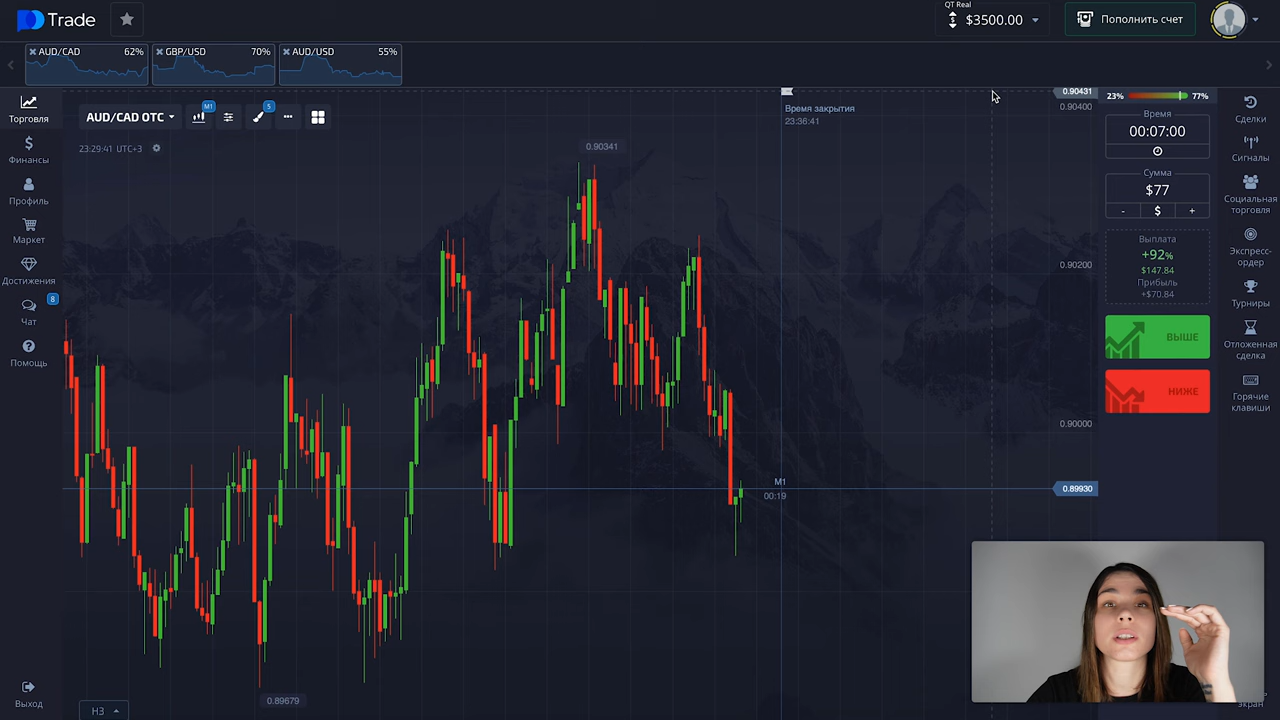 Trade
QT Real
$3500.00
Пополнить счет
AUD/CAD 62%
GBP/USD 70%
AUD/USD 55%
Торговля
Финансы
Профиль
Маркет
Достижения
8
Чат
Помощь
Выход
AUD/CAD OTC
M1
5
23:29:41 UTC+3
Время закрытия
23:36:41
0.90341
0.89679
M1
00:19
H3
0.90431
0.90400
0.90200
0.90000
0.89930
23% 77%
Время
00:07:00
Сумма
$77
- $ +
Выплата
+92%
$147.84
Прибыль
+$70.84
ВЫШЕ
НИЖЕ
Сделки
Сигналы
Социальная
торговля
Экспресс-
ордер
Турниры
Отложенная
сделка
Горячие
клавиши
экран